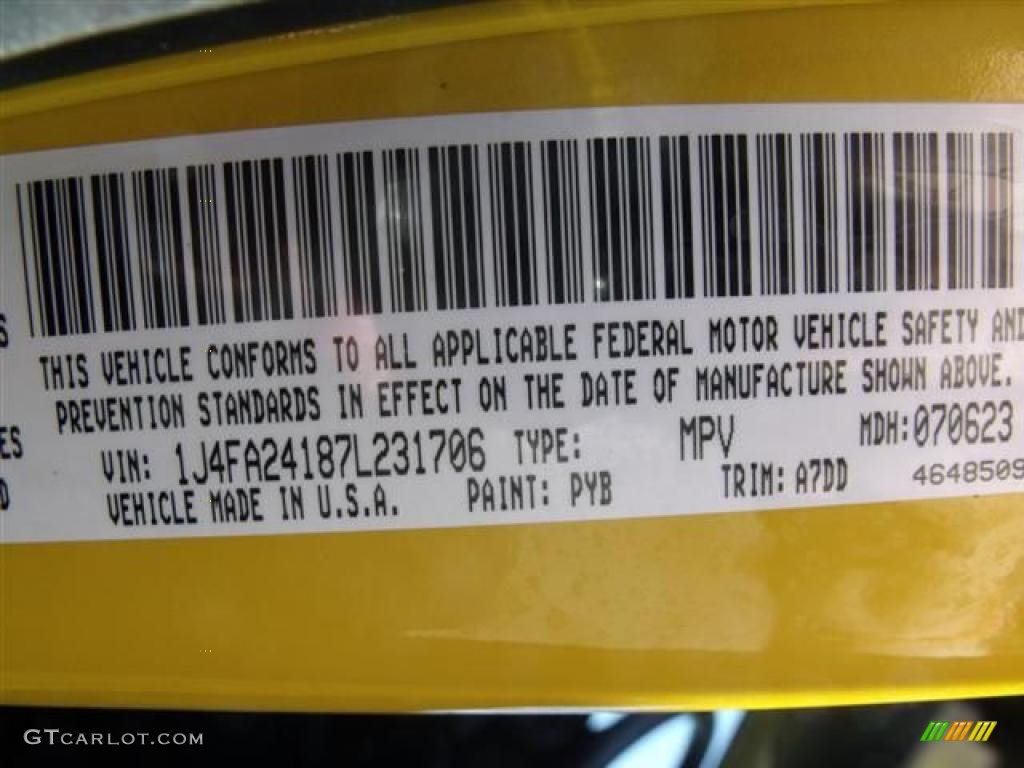 THIS VEHICLE CONFORMS TO ALL APPLICABLE FEDERAL MOTOR VEHICLE SAFETY AND
PREVENTION STANDARDS IN EFFECT ON THE DATE OF MANUFACTURE SHOWN ABOVE.
VIN: 1J4FA24187L231706 TYPE: MPV MDH:070623
VEHICLE MADE IN U.S.A. PAINT: PYB TRIM: A7DD 4648509
GTCARLOT.COM